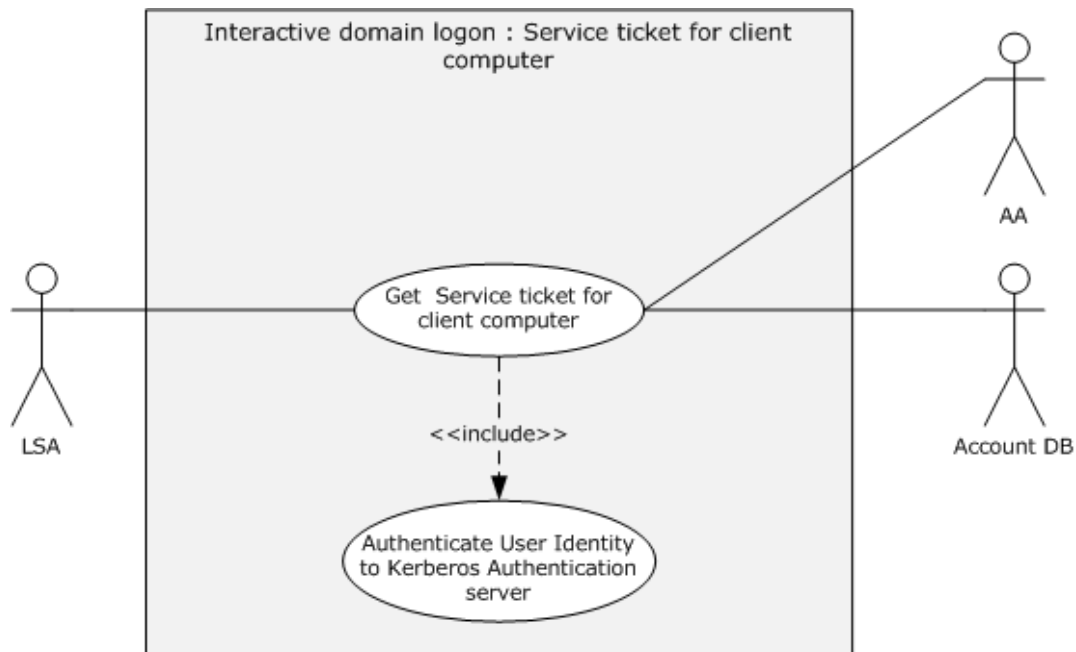 Interactive domain logon : Service ticket for client
computer
AA
Get  Service ticket for
client computer
LSA
Account DB
<<include>>
Authenticate User Identity
to Kerberos Authentication
server